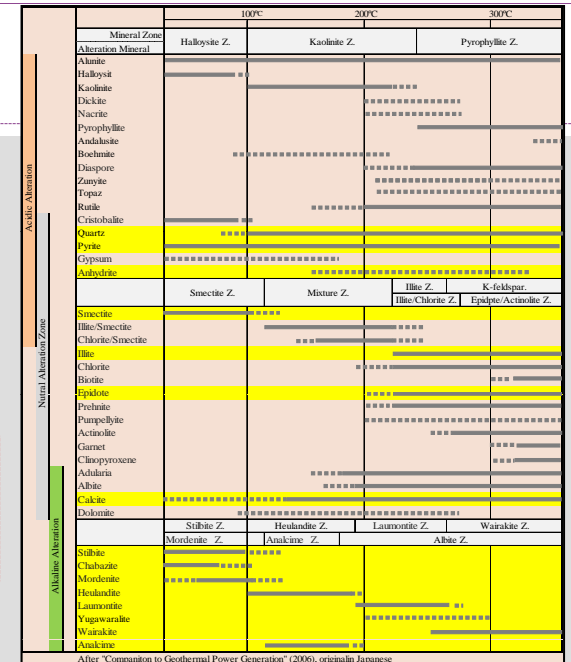 100℃ 200℃ 300℃
Mineral Zone
Alteration Mineral
Halloysite Z. Kaolinite Z. Pyrophyllite Z.
Alunite
Halloysit
Kaolinite
Dickite
Nacrite
Pyrophyllite
Andalusite
Boehmite
Diaspore
Zunyite
Topaz
Rutile
Cristobalite
Quartz
Pyrite
Gypsum
Anhydrite
Smectite Z. Mixture Z. Illite Z. K-feldspar.
Illite/Chlorite Z. Epidpte/Actinolite Z.
Smectite
Illite/Smectite
Chlorite/Smectite
Illite
Chlorite
Biotite
Epidote
Prehnite
Pumpellyite
Actinolite
Garnet
Clinopyroxene
Adularia
Albite
Calcite
Dolomite
Stilbite Z. Heulandite Z. Laumontite Z. Wairakite Z.
Mordenite Z. Analcime Z. Albite Z.
Stilbite
Chabazite
Mordenite
Heulandite
Laumontite
Yugawaralite
Wairakite
Analcime
Acidic Alteration
Nutral Alteration Zone
Alkaline Alteration
After "Companiton to Geothermal Power Generation" (2006), originalin Japanese